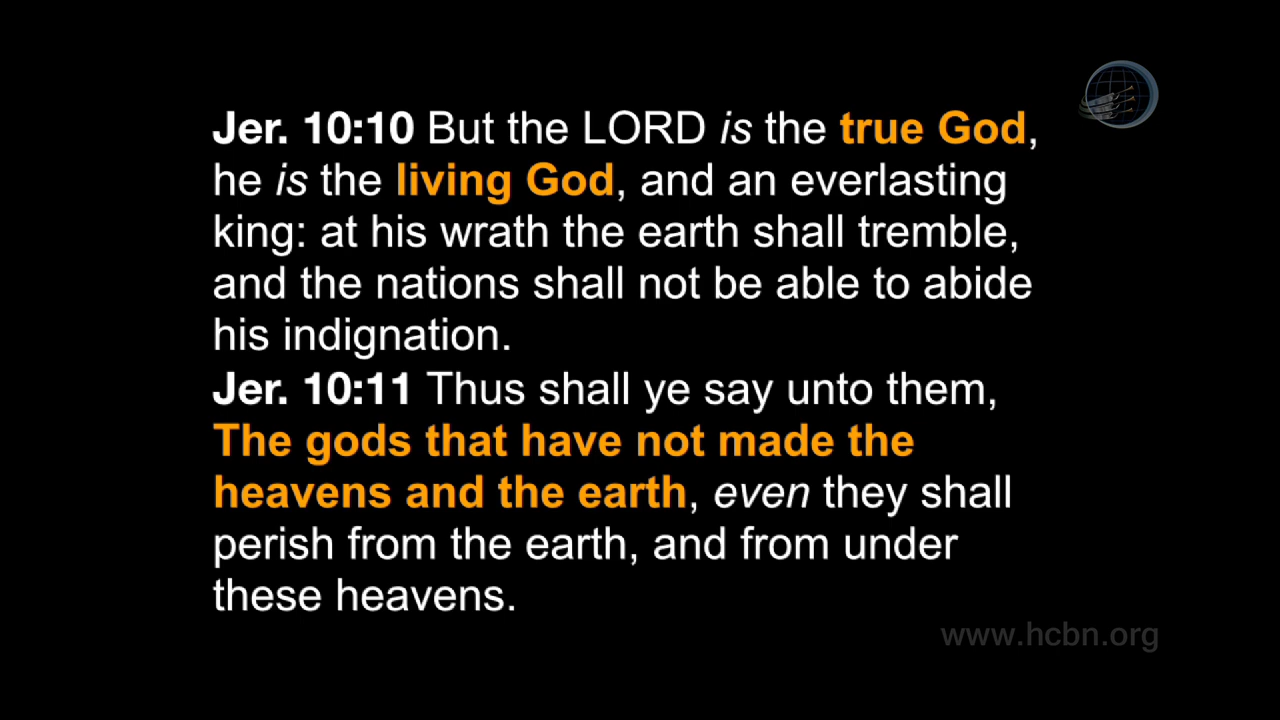 Jer. 10:10 But the LORD is the true God,
he is the living God, and an everlasting
king: at his wrath the earth shall tremble,
and the nations shall not be able to abide
his indignation.
Jer. 10:11 Thus shall ye say unto them,
The gods that have not made the
heavens and the earth, even they shall
perish from the earth, and from under
these heavens.
www.hcbn.org